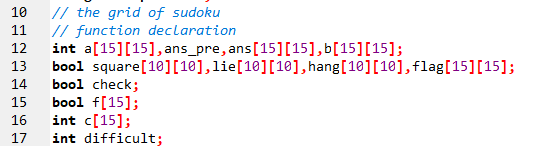 10 // the grid of sudoku
11 // function declaration
12 int a[15][15],ans_pre,ans[15][15],b[15][15];
13 bool square[10][10],lie[10][10],hang[10][10],flag[15][15];
14 bool check;
15 bool f[15];
16 int c[15];
17 int difficult;